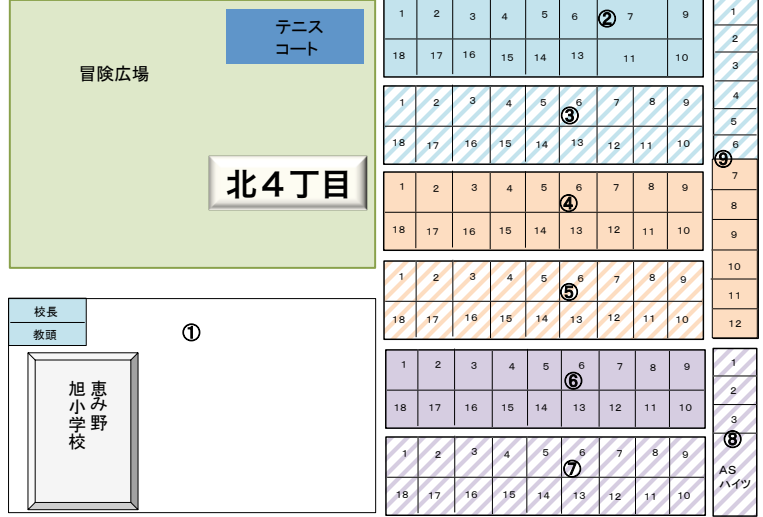 冒険広場
テニス
コート
北4丁目
校長
教頭
①
恵み野
旭小学校
1 2 3 4 5 6 ② 7 9
18 17 16 15 14 13 11 10
1 2 3 4 5 6 7 8 9
③
18 17 16 15 14 13 12 11 10
1 2 3 4 5 6 7 8 9
④
18 17 16 15 14 13 12 11 10
1 2 3 4 5 6 7 8 9
⑤
18 17 16 15 14 13 12 11 10
1 2 3 4 5 6 7 8 9
⑥
18 17 16 15 14 13 12 11 10
1 2 3 4 5 6 7 8 9
⑦
18 17 16 15 14 13 12 11 10
1
2
3
4
5
6
⑨
7
8
9
10
11
12
1
2
3
⑧
AS
ハイツ